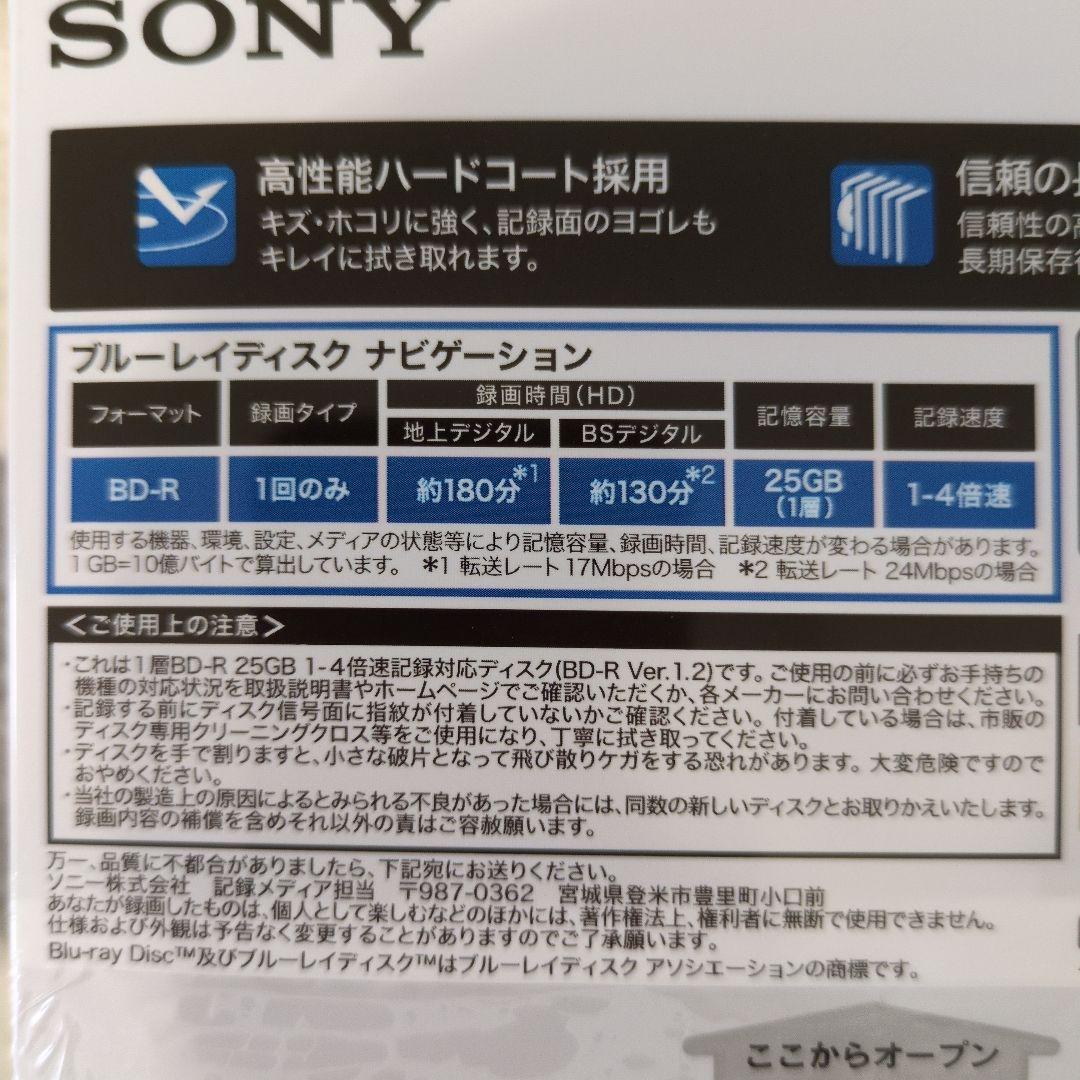 SONY
高性能ハードコート採用
キズ・ホコリに強く、記録面のヨゴレも
キレイに拭き取れます。
信頼の
信頼性の
長期保存
ブルーレイディスク ナビゲーション
フォーマット
録画タイプ
録画時間(HD)
地上デジタル
BSデジタル
記憶容量
記録速度
BD-R
1回のみ
約180分*1
約130分*2
25GB
(1層)
1-4倍速
使用する機器、環境、設定、メディアの状態等により記憶容量、録画時間、記録速度が変わる場合があります。
1GB=10億バイトで算出しています。 *1 転送レート 17Mbpsの場合 *2 転送レート 24Mbpsの場合
＜ご使用上の注意＞
・これは1層BD-R 25GB 1-4倍速記録対応ディスク(BD-R Ver.1.2)です。ご使用の前に必ずお手持ちの
機種の対応状況を取扱説明書やホームページでご確認いただくか、各メーカーにお問い合わせください。
・記録する前にディスク信号面に指紋が付着していないかご確認ください。付着している場合は、市販の
ディスク専用クリーニングクロス等をご使用になり、丁寧に拭き取ってください。
・ディスクを手で割りますと、小さな破片となって飛び散りケガをする恐れがあります。大変危険ですので
おやめください。
・当社の製造上の原因によるとみられる不良があった場合には、同数の新しいディスクとお取りかえいたします。
録画内容の補償を含めそれ以外の責はご容赦願います。
万一、品質に不都合がありましたら、下記宛にお送りください。
ソニー株式会社 記録メディア担当 〒987-0362 宮城県登米市豊里町小口前
あなたが録画したものは、個人として楽しむなどのほかには、著作権法上、権利者に無断で使用できません。
仕様および外観は予告なく変更することがありますのでご了承願います。
Blu-ray Disc™及びブルーレイディスク™はブルーレイディスク アソシエーションの商標です。
ここからオープン